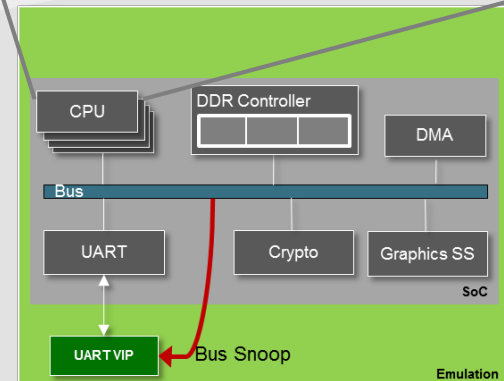 CPU
DDR Controller
DMA
Bus
UART
Crypto
Graphics SS
SoC
UART VIP
Bus Snoop
Emulation